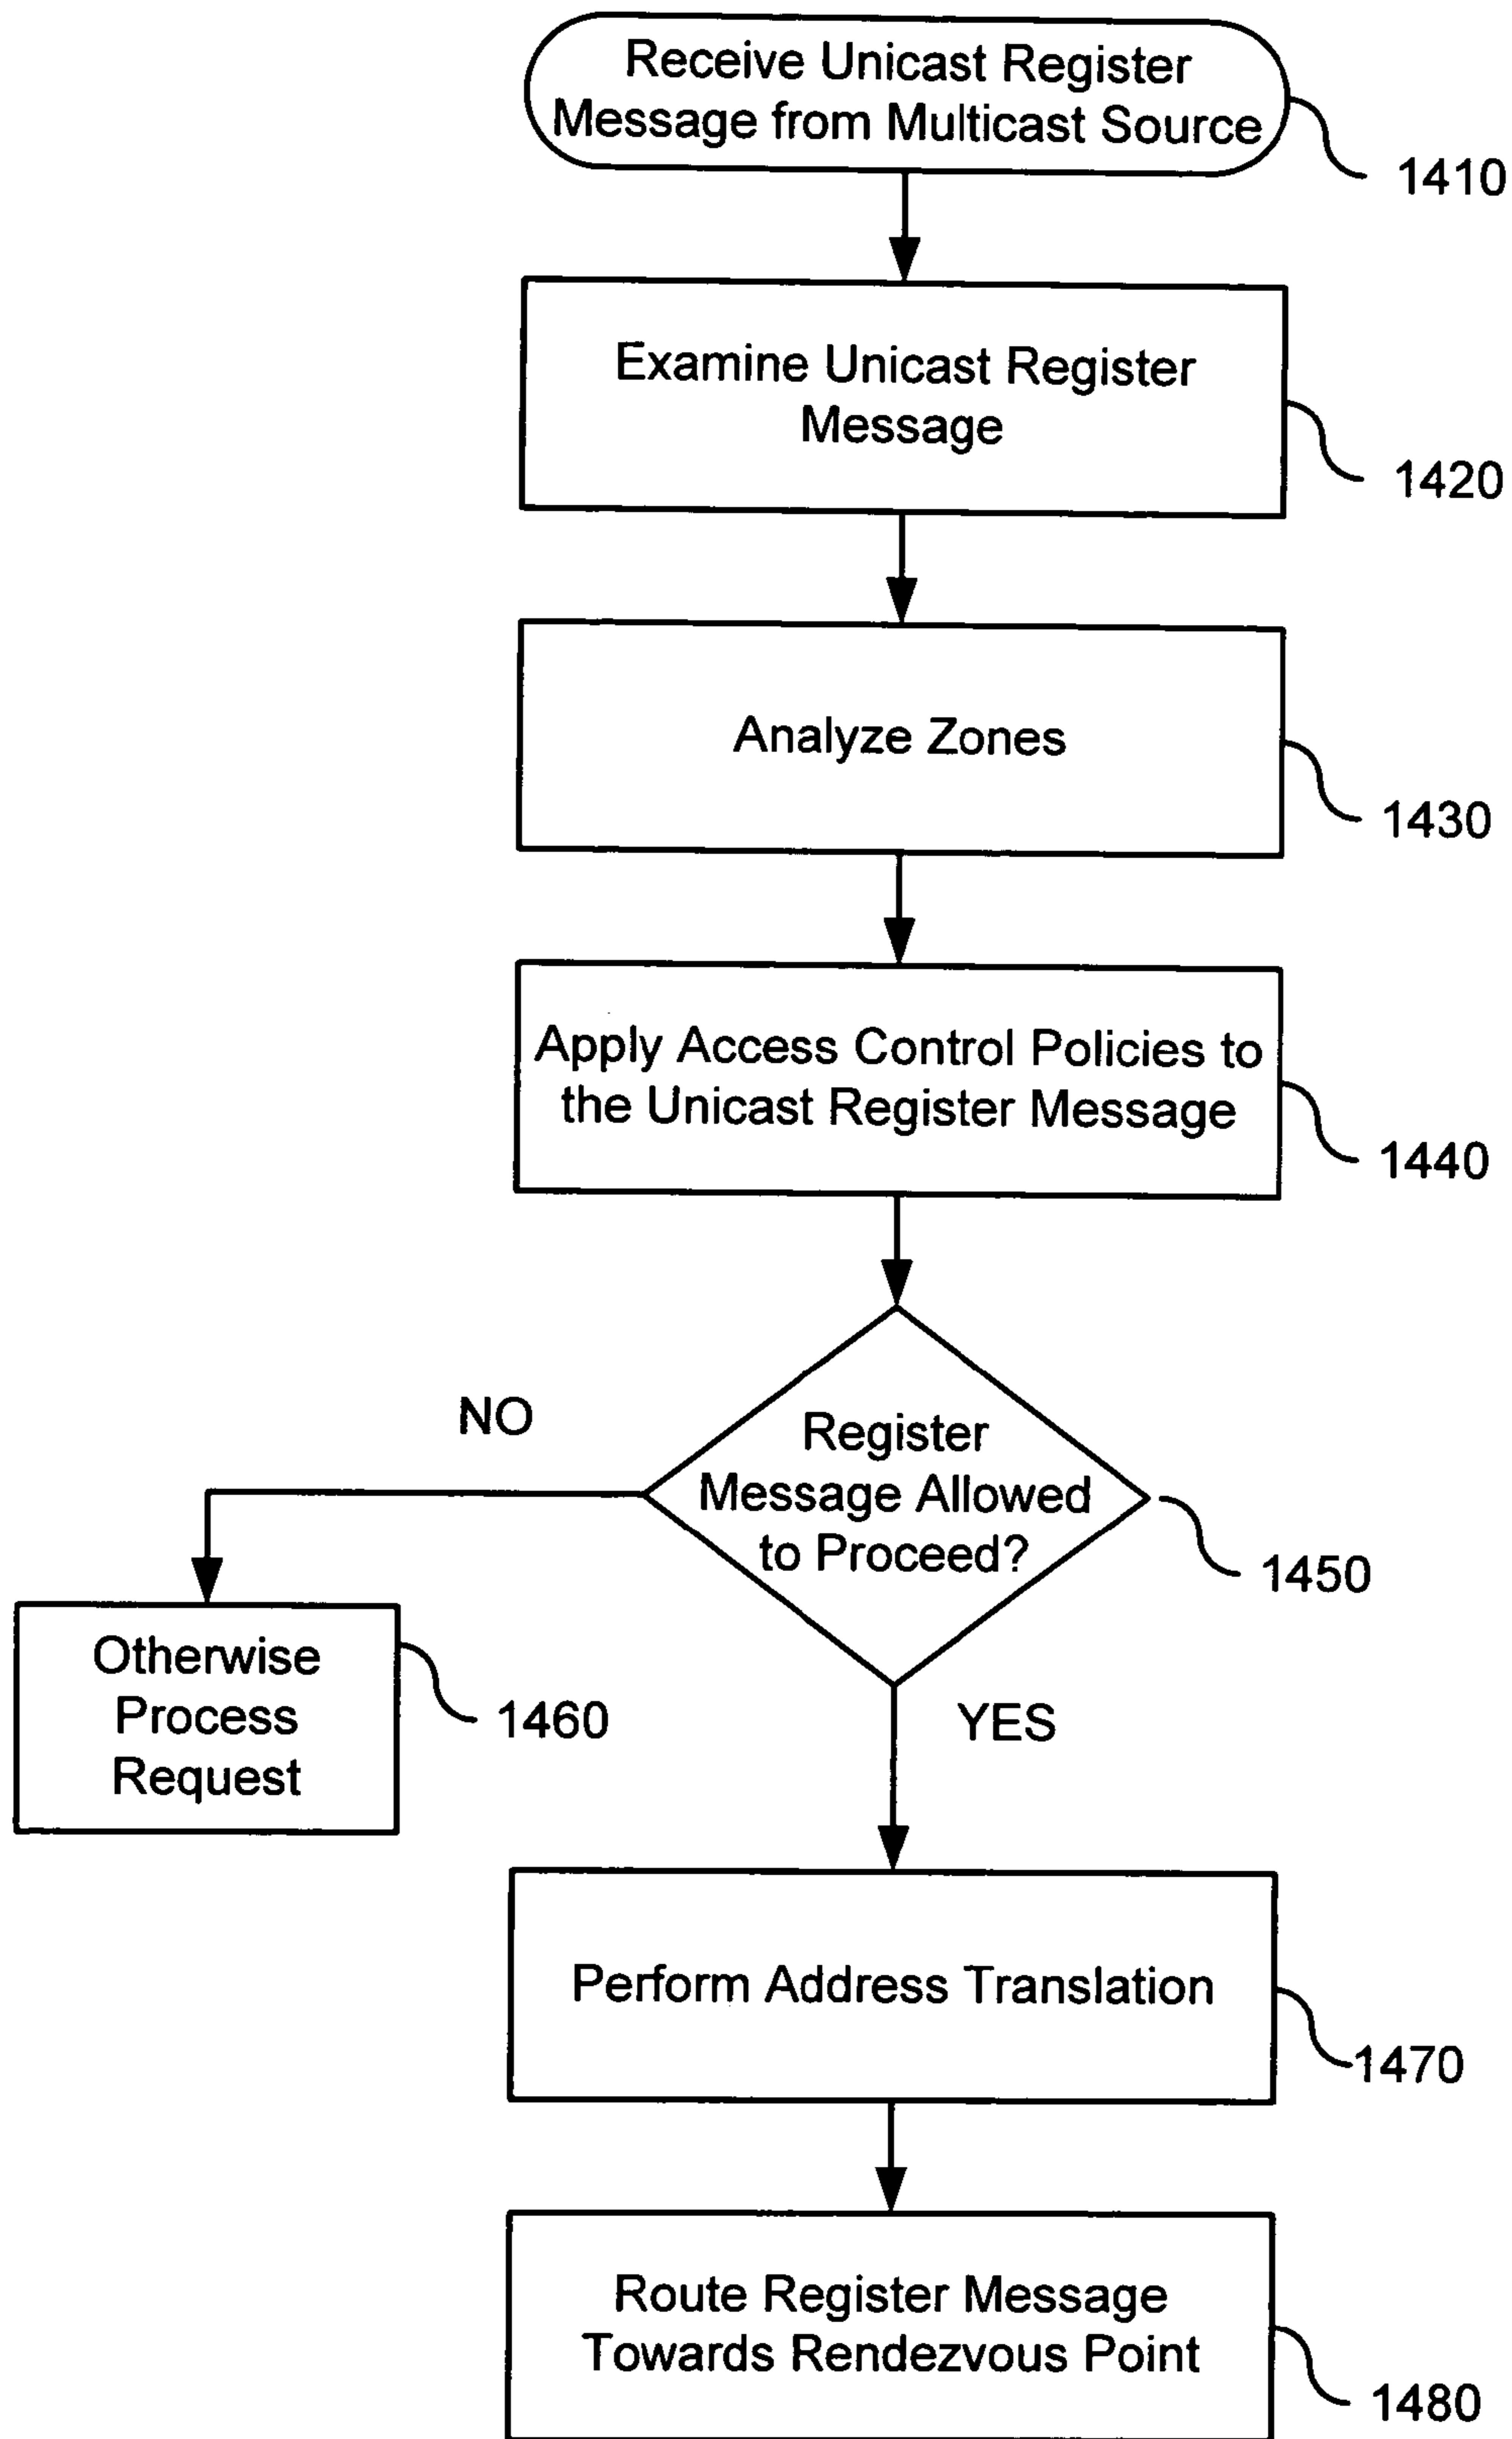 Receive Unicast Register
Message from Multicast Source
1410
Examine Unicast Register
Message
1420
Analyze Zones
1430
Apply Access Control Policies to
the Unicast Register Message
1440
NO
Register
Message Allowed
to Proceed?
1450
Otherwise
Process
Request
1460
YES
Perform Address Translation
1470
Route Register Message
Towards Rendezvous Point
1480